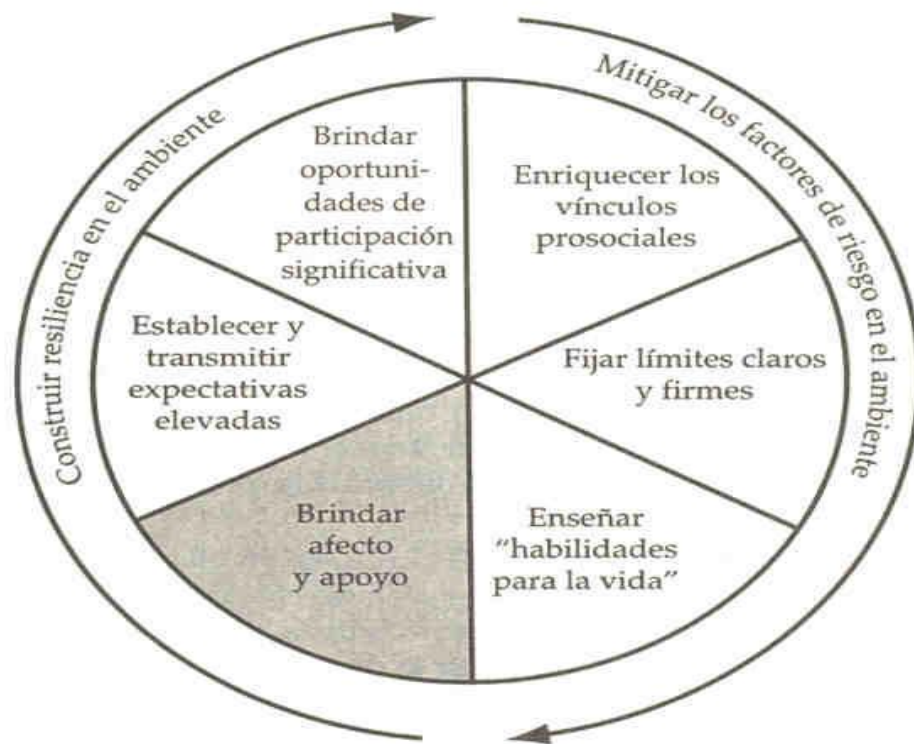 Construir resiliencia en el ambiente
Mitigar los factores de riesgo en el ambiente
Brindar
oportuni-
dades de
participación
significativa
Enriquecer los
vínculos
prosociales
Establecer y
transmitir
expectativas
elevadas
Fijar límites claros
y firmes
Brindar
afecto
y apoyo
Enseñar
"habilidades
para la vida"